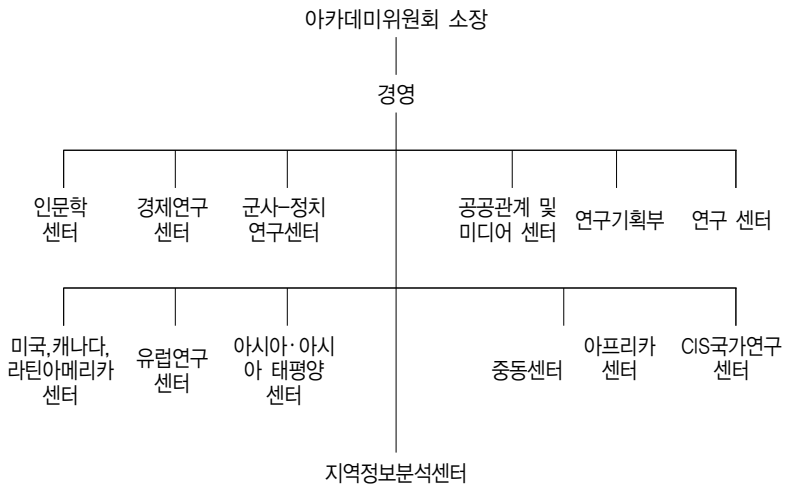 아카데미위원회 소장
경영
인문학
센터
경제연구
센터
군사–정치
연구센터
공공관계 및
미디어 센터
연구기획부
연구 센터
미국,캐나다,
라틴아메리카
센터
유럽연구
센터
아시아·아시
아 태평양
센터
중동센터
아프리카
센터
CIS국가연구
센터
지역정보분석센터